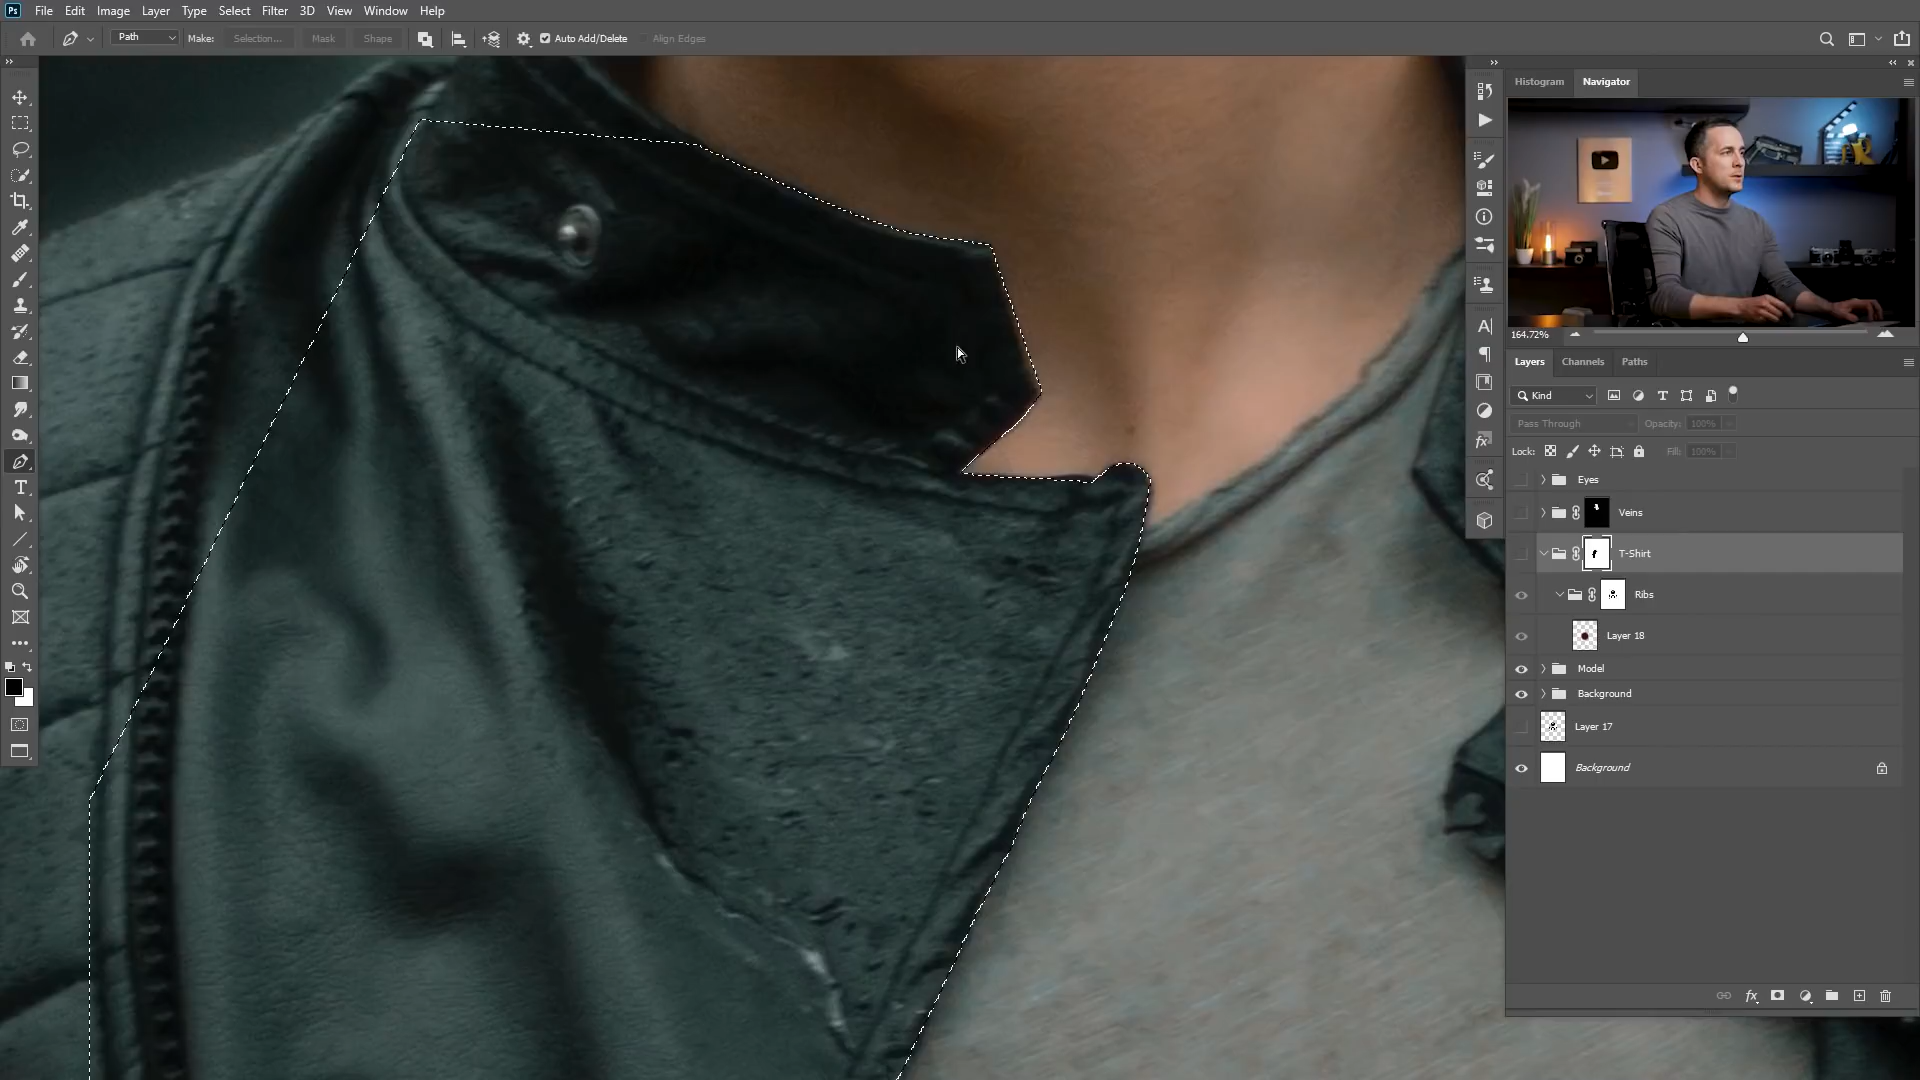 Ps File Edit Image Layer Type Select Filter 3D View Window Help
Path Make: Selection... Mask Shape Auto Add/Delete Align Edges
Histogram Navigator
164.72%
Layers Channels Paths
Kind
Pass Through Opacity: 100%
Lock: Fill: 100%
Eyes
Veins
T-Shirt
Ribs
Layer 18
Model
Background
Layer 17
Background